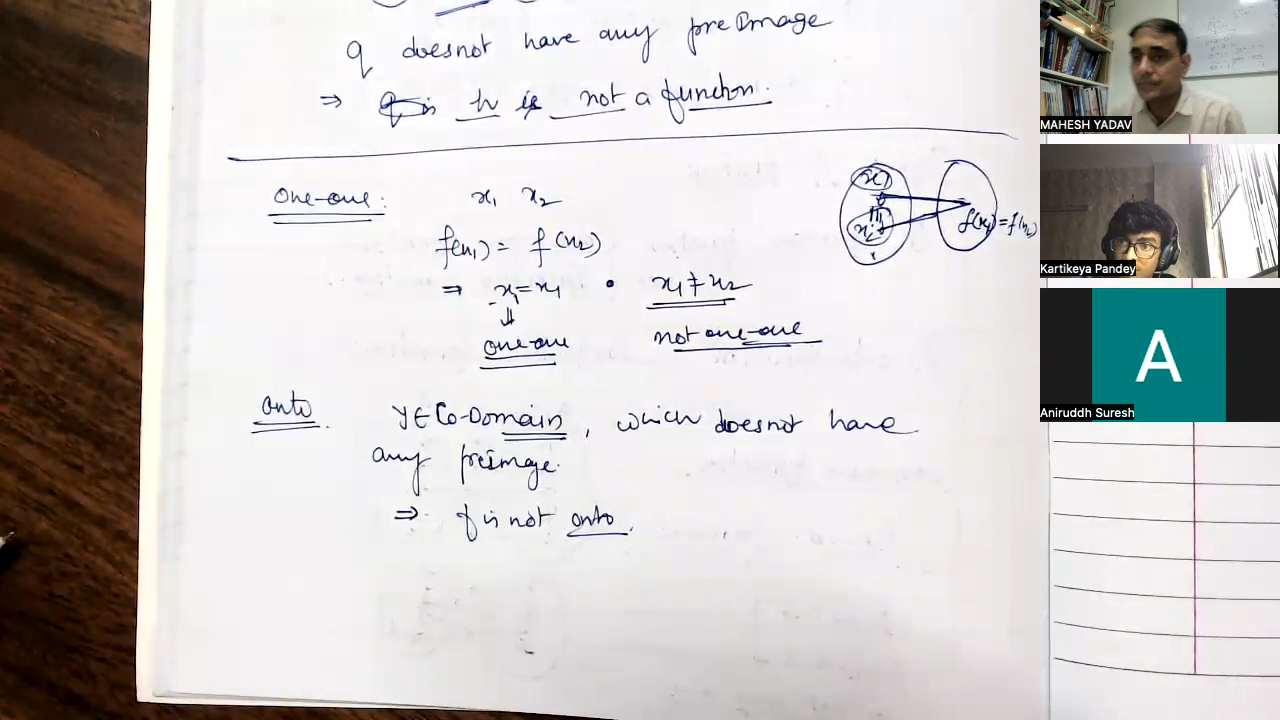 q doesnot have any preImage
⇒ h is not a function.
One-one: x₁ x₂
f(x₁) = f(x₂)
⇒ x₁ = x₁ • x₁ ≠ x₂
⇓
one-one not one-one
x₁
x₂
f(x₁) = f(x₂)
onto. Y ∈ Co-Domain, which doesnot have
any preimage.
⇒ f is not onto.
MAHESH YADAV
Kartikeya Pandey
A
Aniruddh Suresh